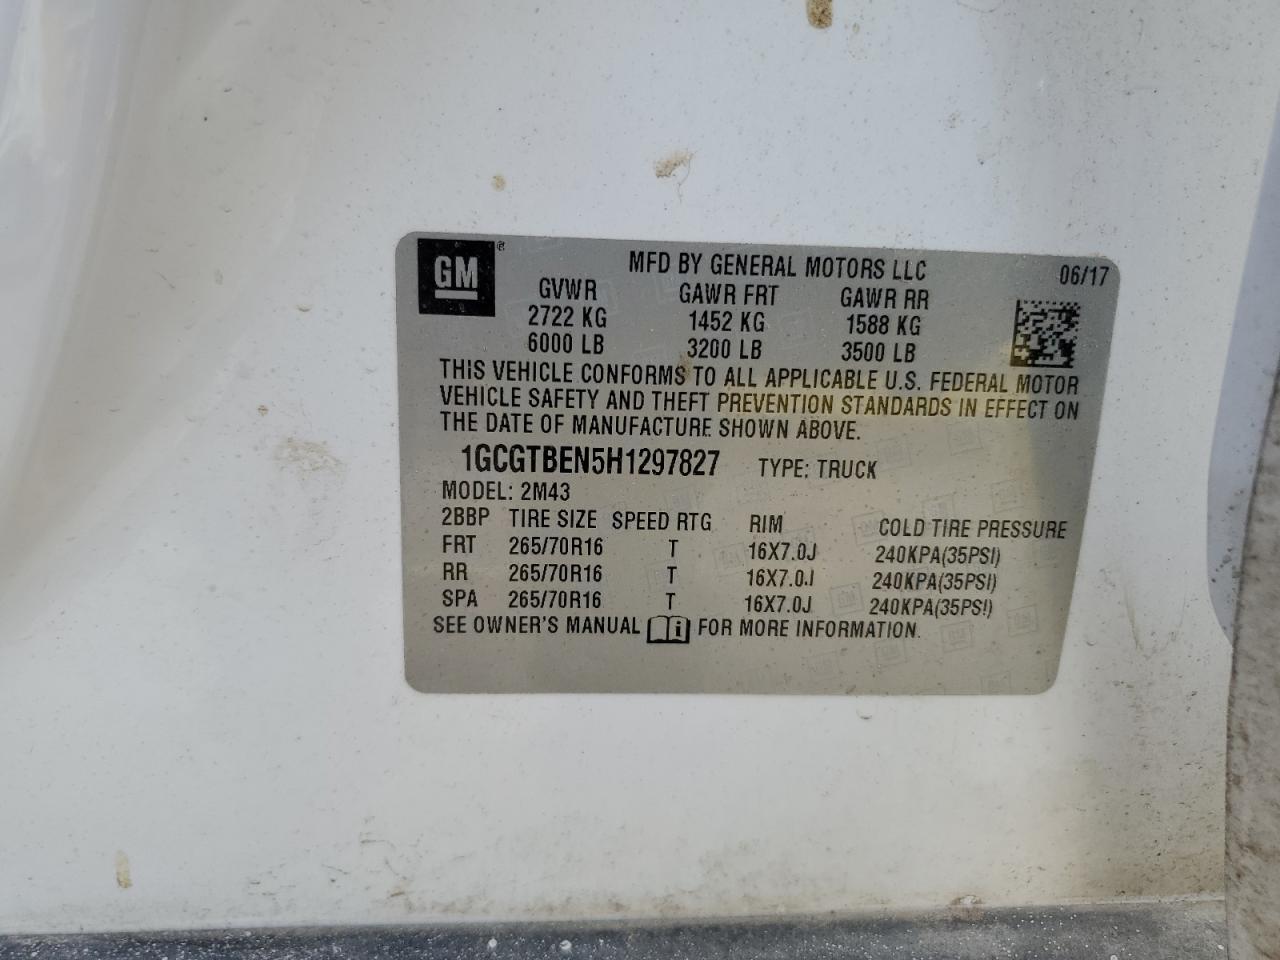 GM ®
MFD BY GENERAL MOTORS LLC 06/17
GVWR GAWR FRT GAWR RR
2722 KG 1452 KG 1588 KG
6000 LB 3200 LB 3500 LB
THIS VEHICLE CONFORMS TO ALL APPLICABLE U.S. FEDERAL MOTOR
VEHICLE SAFETY AND THEFT PREVENTION STANDARDS IN EFFECT ON
THE DATE OF MANUFACTURE SHOWN ABOVE.
1GCGTBEN5H1297827 TYPE: TRUCK
MODEL: 2M43
2BBP TIRE SIZE SPEED RTG RIM COLD TIRE PRESSURE
FRT 265/70R16 T 16X7.0J 240KPA(35PSI)
RR 265/70R16 T 16X7.0J 240KPA(35PSI)
SPA 265/70R16 T 16X7.0J 240KPA(35PSI)
SEE OWNER'S MANUAL i FOR MORE INFORMATION.